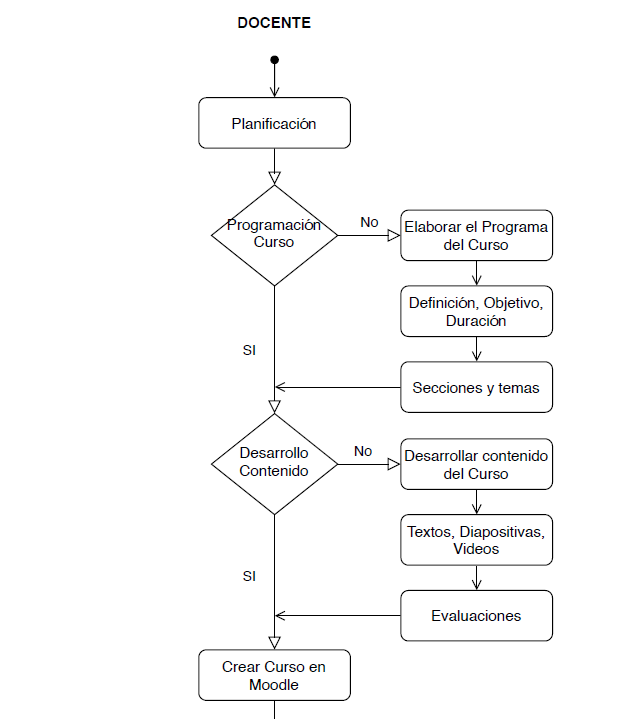 DOCENTE
Planificación
Programación
Curso
No
Elaborar el Programa
del Curso
Definición, Objetivo,
Duración
SI
Secciones y temas
Desarrollo
Contenido
No
Desarrollar contenido
del Curso
Textos, Diapositivas,
Videos
SI
Evaluaciones
Crear Curso en
Moodle